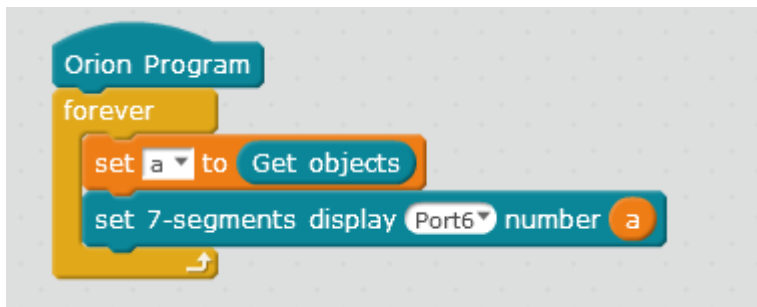 Orion Program
forever
set a to Get objects
set 7-segments display Port6 number a